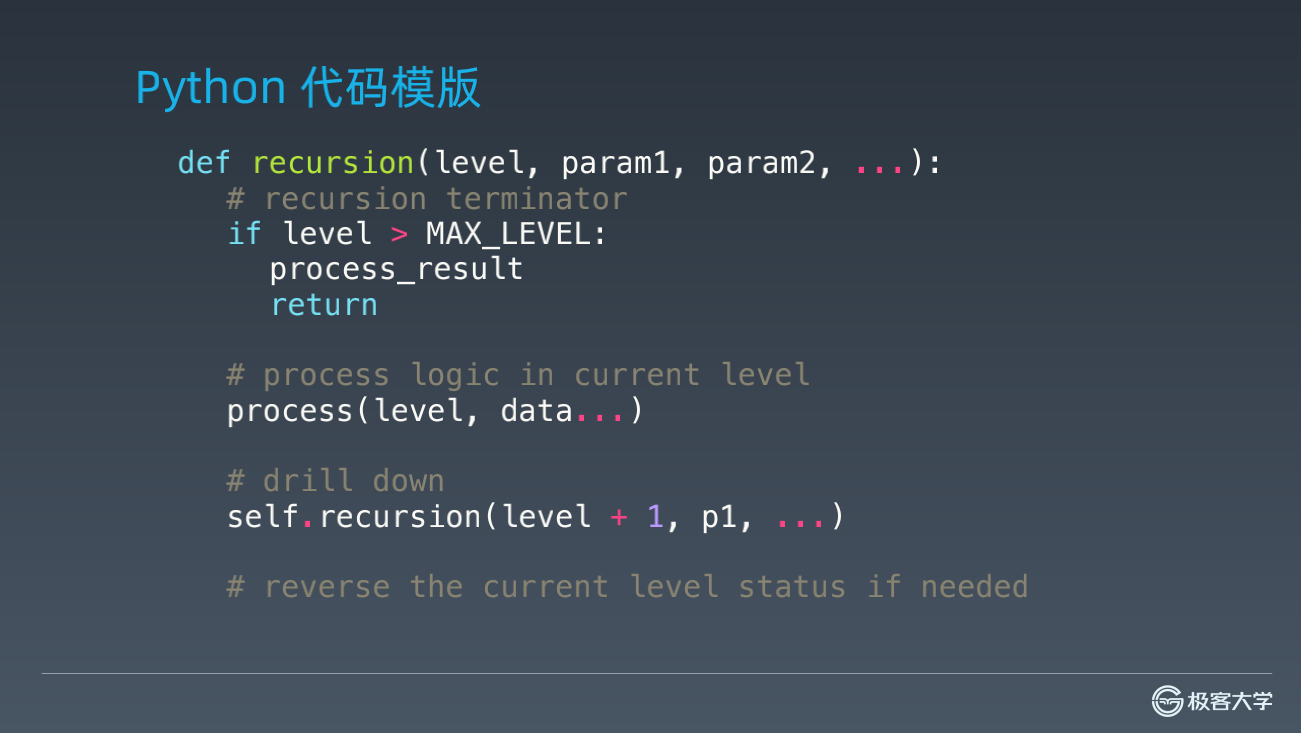 Python 代码模版
def recursion(level, param1, param2, ...):
# recursion terminator
if level > MAX_LEVEL:
process_result
return
# process logic in current level
process(level, data...)
# drill down
self.recursion(level + 1, p1, ...)
# reverse the current level status if needed
极客大学